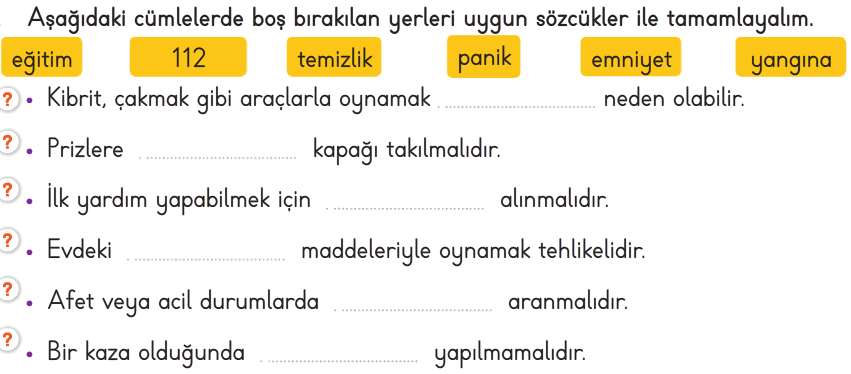 Aşağıdaki cümlelerde boş bırakılan yerleri uygun sözcükler ile tamamlayalım.
eğitim 112 temizlik panik emniyet yangına
? • Kibrit, çakmak gibi araçlarla oynamak ........................ neden olabilir.
? • Prizlere ........................ kapağı takılmalıdır.
? • İlk yardım yapabilmek için ........................ alınmalıdır.
? • Evdeki ........................ maddeleriyle oynamak tehlikelidir.
? • Afet veya acil durumlarda ........................ aranmalıdır.
? • Bir kaza olduğunda ........................ yapılmamalıdır.